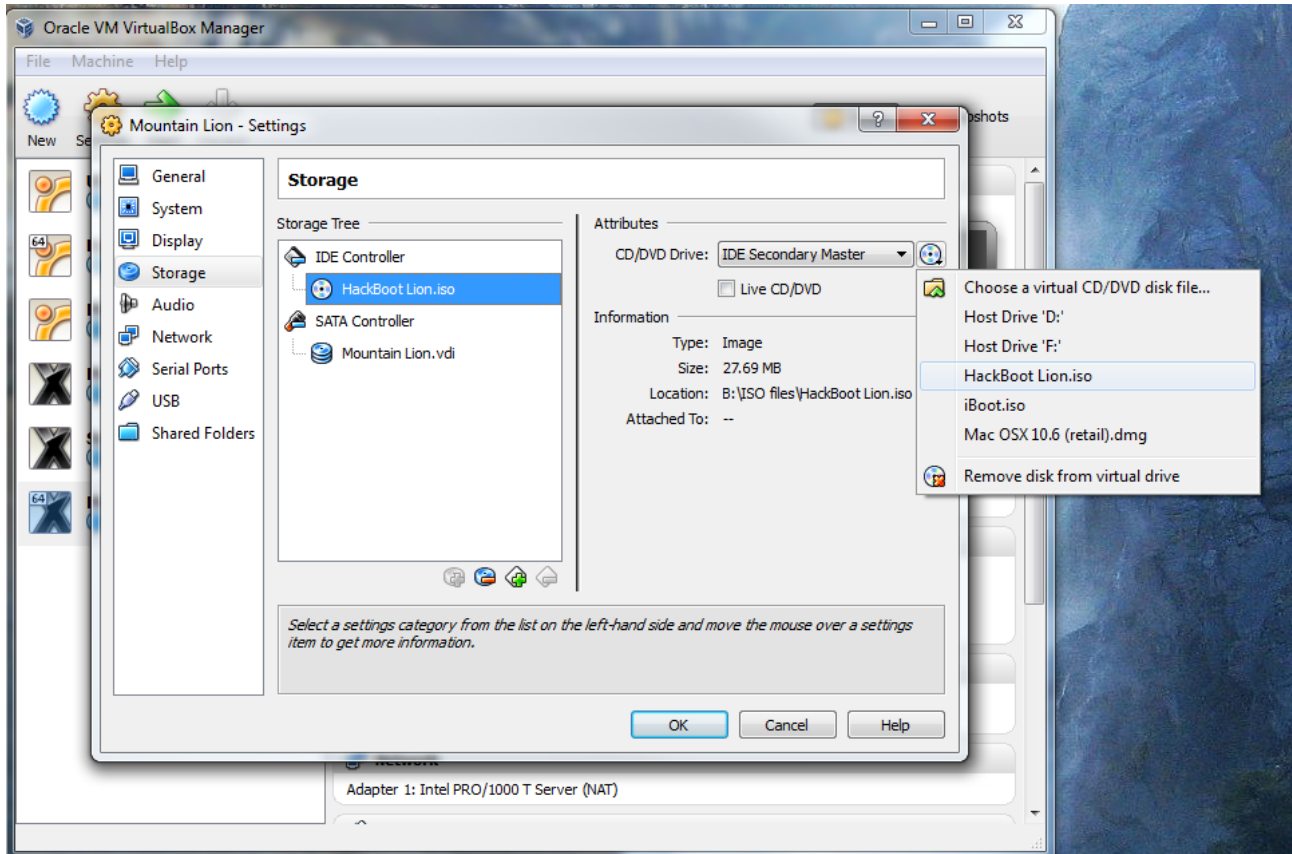 Oracle VM VirtualBox Manager
File Machine Help
New
Mountain Lion - Settings
General
System
Display
Storage
Audio
Network
Serial Ports
USB
Shared Folders
Storage
Storage Tree
IDE Controller
HackBoot Lion.iso
SATA Controller
Mountain Lion.vdi
Attributes
CD/DVD Drive: IDE Secondary Master
Live CD/DVD
Information
Type: Image
Size: 27.69 MB
Location: B:\ISO files\HackBoot Lion.iso
Attached To: --
Choose a virtual CD/DVD disk file...
Host Drive 'D:'
Host Drive 'F:'
HackBoot Lion.iso
iBoot.iso
Mac OSX 10.6 (retail).dmg
Remove disk from virtual drive
Select a settings category from the list on the left-hand side and move the mouse over a settings
item to get more information.
OK Cancel Help
Adapter 1: Intel PRO/1000 T Server (NAT)
64
64